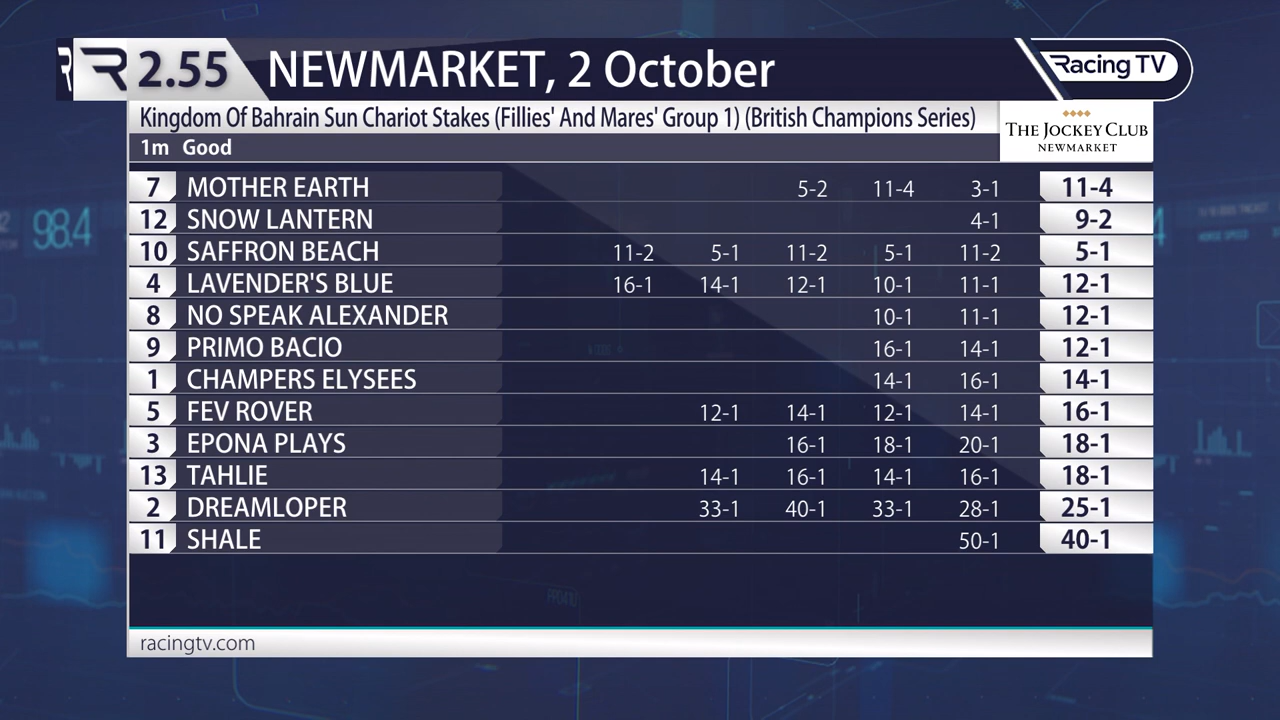 R 2.55 NEWMARKET, 2 October Racing TV
Kingdom Of Bahrain Sun Chariot Stakes (Fillies' And Mares' Group 1) (British Champions Series)
THE JOCKEY CLUB
NEWMARKET
1m Good
7 MOTHER EARTH 5-2 11-4 3-1 11-4
12 SNOW LANTERN 4-1 9-2
10 SAFFRON BEACH 11-2 5-1 11-2 5-1 11-2 5-1
4 LAVENDER'S BLUE 16-1 14-1 12-1 10-1 11-1 12-1
8 NO SPEAK ALEXANDER 10-1 11-1 12-1
9 PRIMO BACIO 16-1 14-1 12-1
1 CHAMPERS ELYSEES 14-1 16-1 14-1
5 FEV ROVER 12-1 14-1 12-1 14-1 16-1
3 EPONA PLAYS 16-1 18-1 20-1 18-1
13 TAHLIE 14-1 16-1 14-1 16-1 18-1
2 DREAMLOPER 33-1 40-1 33-1 28-1 25-1
11 SHALE 50-1 40-1
racingtv.com
98.4